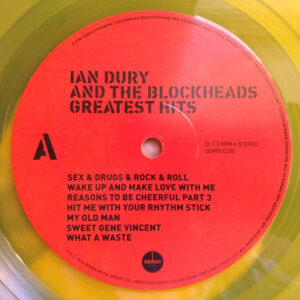 IAN DURY
AND THE BLOCKHEADS
GREATEST HITS
A
33 1/3 RPM • STEREO
DEMREC280
SEX & DRUGS & ROCK & ROLL
WAKE UP AND MAKE LOVE WITH ME
REASONS TO BE CHEERFUL PART 3
HIT ME WITH YOUR RHYTHM STICK
MY OLD MAN
SWEET GENE VINCENT
WHAT A WASTE
DEMON